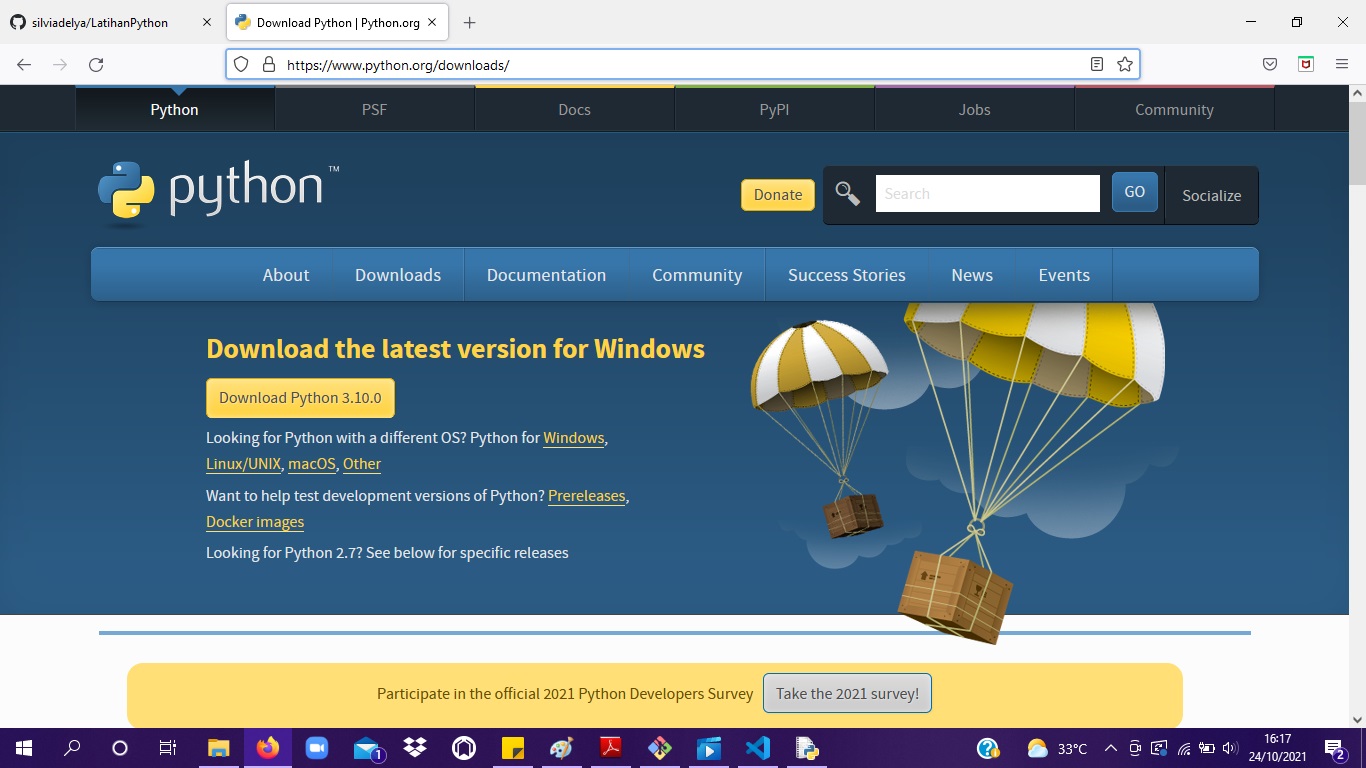 silviadelya/LatihanPython
Download Python | Python.org
https://www.python.org/downloads/
Python PSF Docs PyPI Jobs Community
python™
Donate Search GO Socialize
About Downloads Documentation Community Success Stories News Events
Download the latest version for Windows
Download Python 3.10.0
Looking for Python with a different OS? Python for Windows,
Linux/UNIX, macOS, Other
Want to help test development versions of Python? Prereleases,
Docker images
Looking for Python 2.7? See below for specific releases
Participate in the official 2021 Python Developers Survey Take the 2021 survey!
1
33°C
16:17
24/10/2021
2